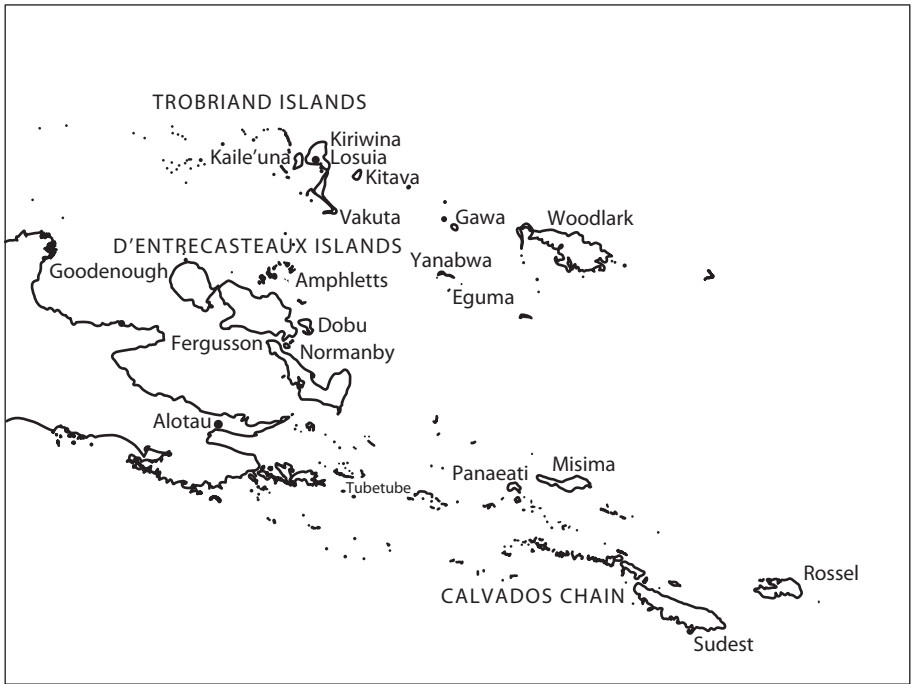 TROBRIAND ISLANDS
Kiriwina
Kaile'una
Losuia
Kitava
Vakuta
Gawa
Woodlark
D'ENTRECASTEAUX ISLANDS
Yanabwa
Goodenough
Amphletts
Eguma
Dobu
Fergusson
Normanby
Alotau
Panaeati
Misima
Tubetube
Rossel
CALVADOS CHAIN
Sudest